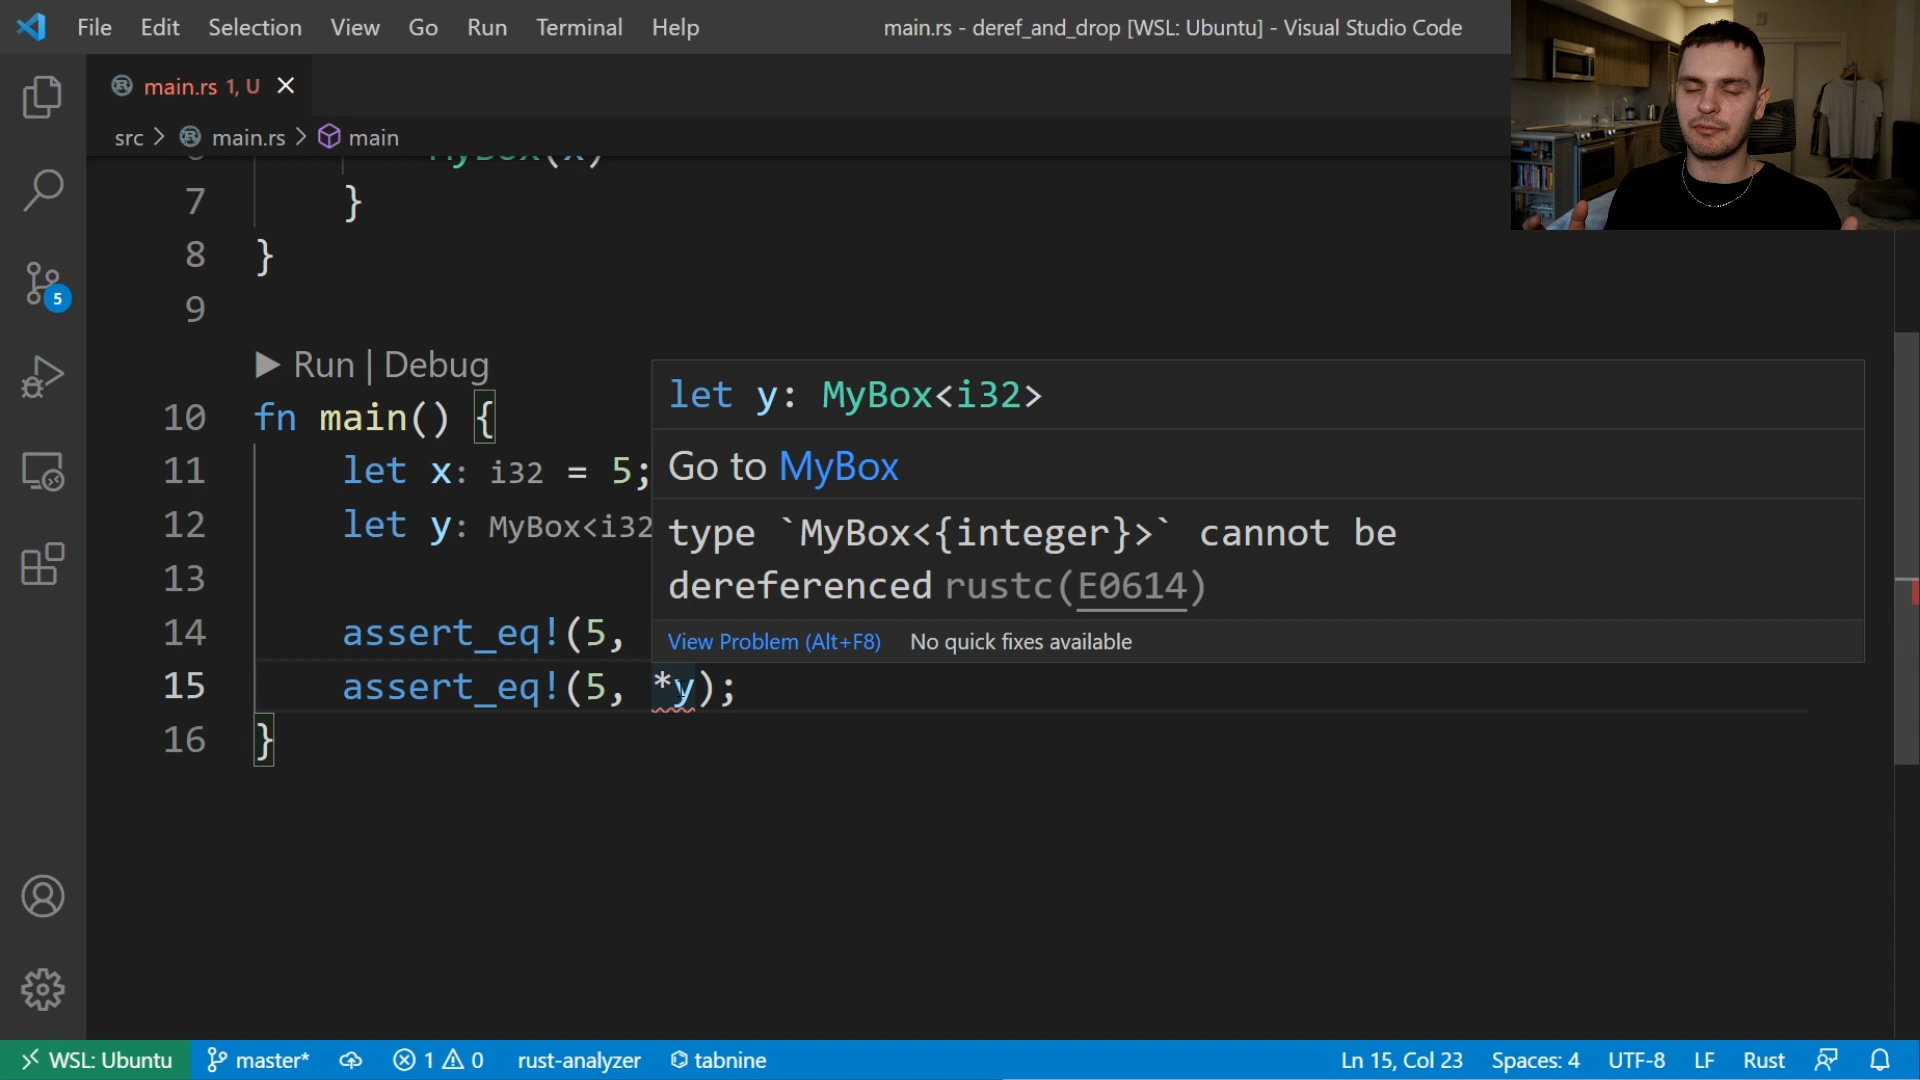 File Edit Selection View Go Run Terminal Help
main.rs - deref_and_drop [WSL: Ubuntu] - Visual Studio Code
main.rs 1, U
src > main.rs > main
MyBox(x)
7 }
8 }
9
Run | Debug
10 fn main() {
11 let x: i32 = 5;
12 let y: MyBox<i32
13
14 assert_eq!(5,
15 assert_eq!(5, *y);
16 }
let y: MyBox<i32>
Go to MyBox
type `MyBox<{integer}>` cannot be
dereferenced rustc(E0614)
View Problem (Alt+F8) No quick fixes available
5
WSL: Ubuntu master* 1 0 rust-analyzer tabnine Ln 15, Col 23 Spaces: 4 UTF-8 LF Rust